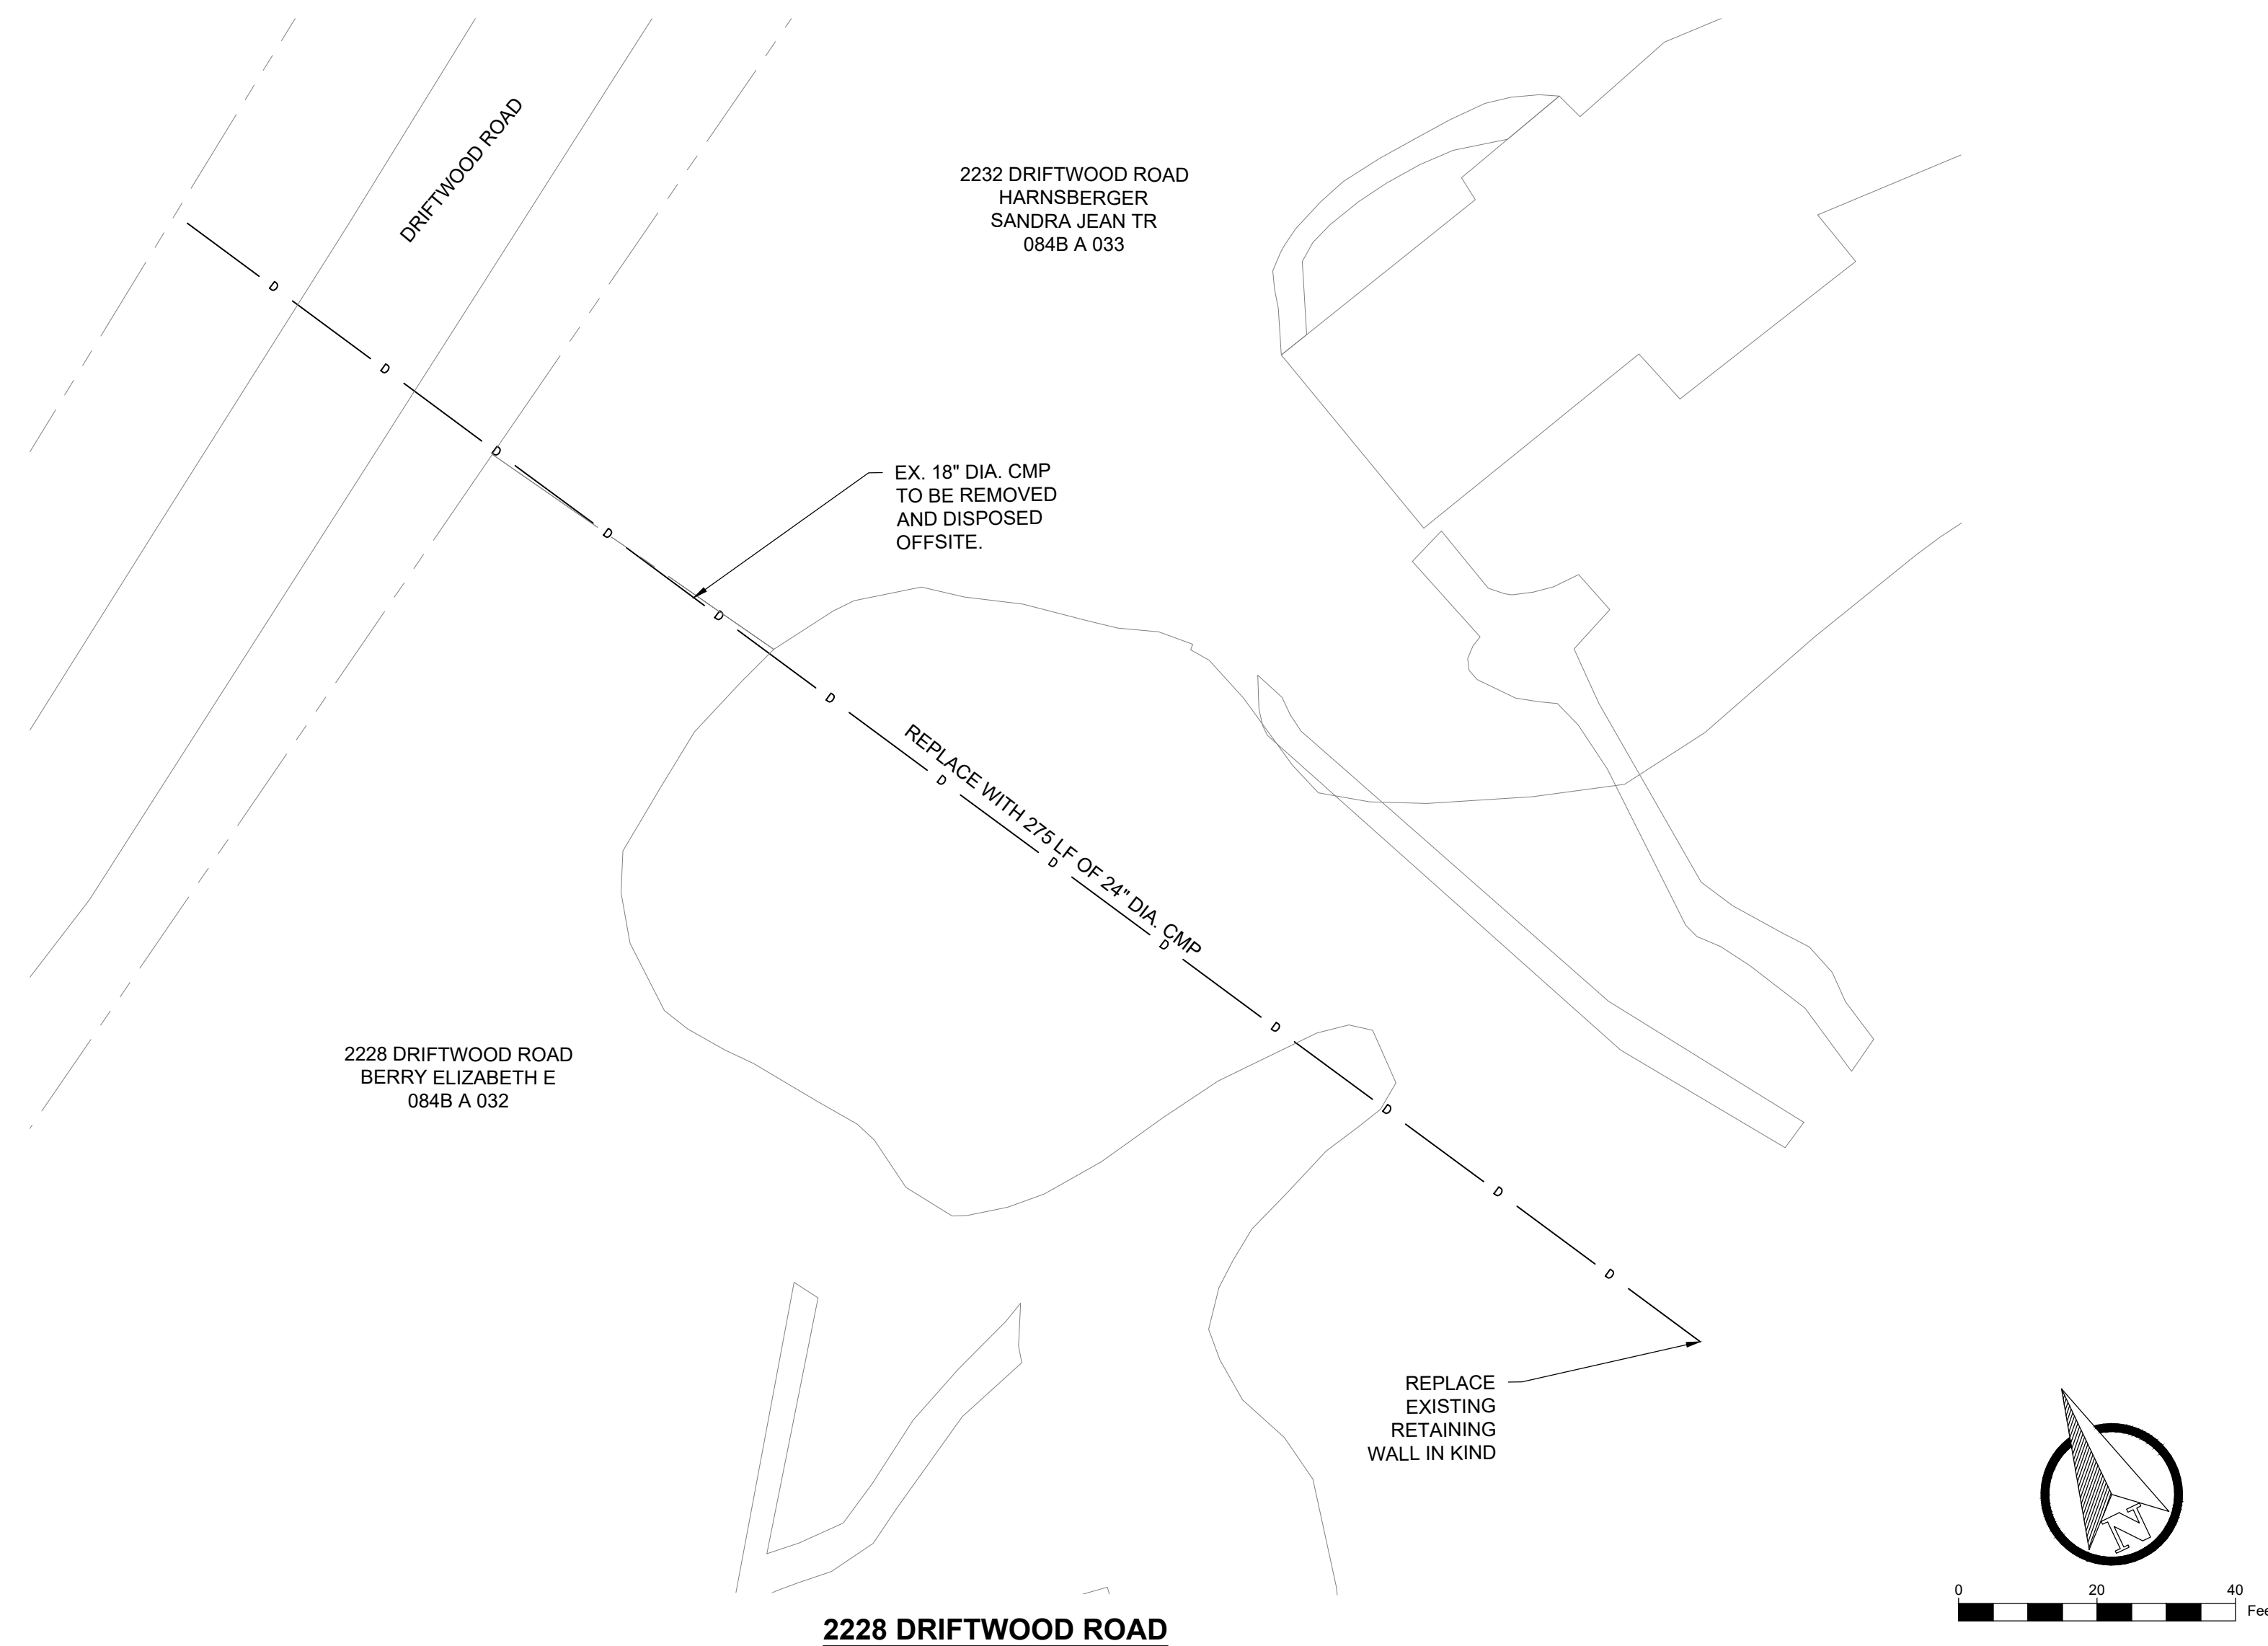 DRIFTWOOD ROAD
2232 DRIFTWOOD ROAD
HARNSBERGER
SANDRA JEAN TR
084B A 033
D
D
D
EX. 18" DIA. CMP
TO BE REMOVED
AND DISPOSED
OFFSITE.
D
D
D
REPLACE WITH 275 LF OF 24" DIA. CMP
D
D
D
D
2228 DRIFTWOOD ROAD
BERRY ELIZABETH E
084B A 032
D
D
D
REPLACE
EXISTING
RETAINING
WALL IN KIND
N
0 20 40
Fee
2228 DRIFTWOOD ROAD